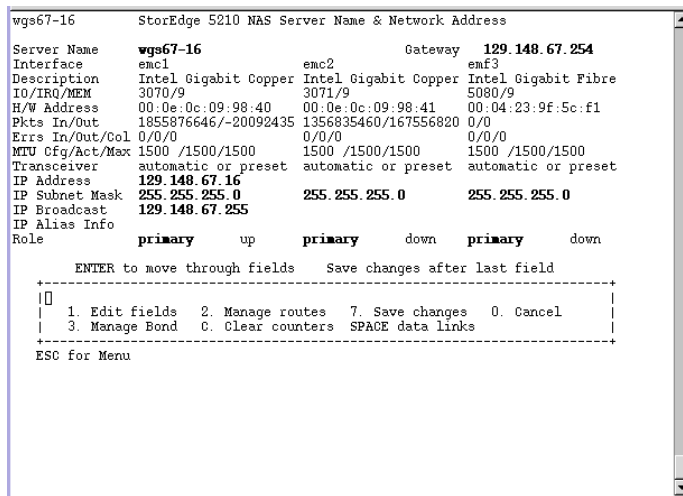 wgs67-16 StorEdge 5210 NAS Server Name & Network Address
Server Name wgs67-16 Gateway 129.148.67.254
Interface emc1 emc2 emf3
Description Intel Gigabit Copper Intel Gigabit Copper Intel Gigabit Fibre
IO/IRQ/MEM 3070/9 3071/9 5080/9
H/W Address 00:0e:0c:09:98:40 00:0e:0c:09:98:41 00:04:23:9f:5c:f1
Pkts In/Out 1855876646/-20092435 1356835460/167556820 0/0
Errs In/Out/Col 0/0/0 0/0/0 0/0/0
MTU Cfg/Act/Max 1500 /1500/1500 1500 /1500/1500 1500 /1500/1500
Transceiver automatic or preset automatic or preset automatic or preset
IP Address 129.148.67.16
IP Subnet Mask 255.255.255.0 255.255.255.0 255.255.255.0
IP Broadcast 129.148.67.255
IP Alias Info
Role primary up primary down primary down
ENTER to move through fields Save changes after last field
1. Edit fields 2. Manage routes 7. Save changes 0. Cancel
3. Manage Bond C. Clear counters SPACE data links
ESC for Menu